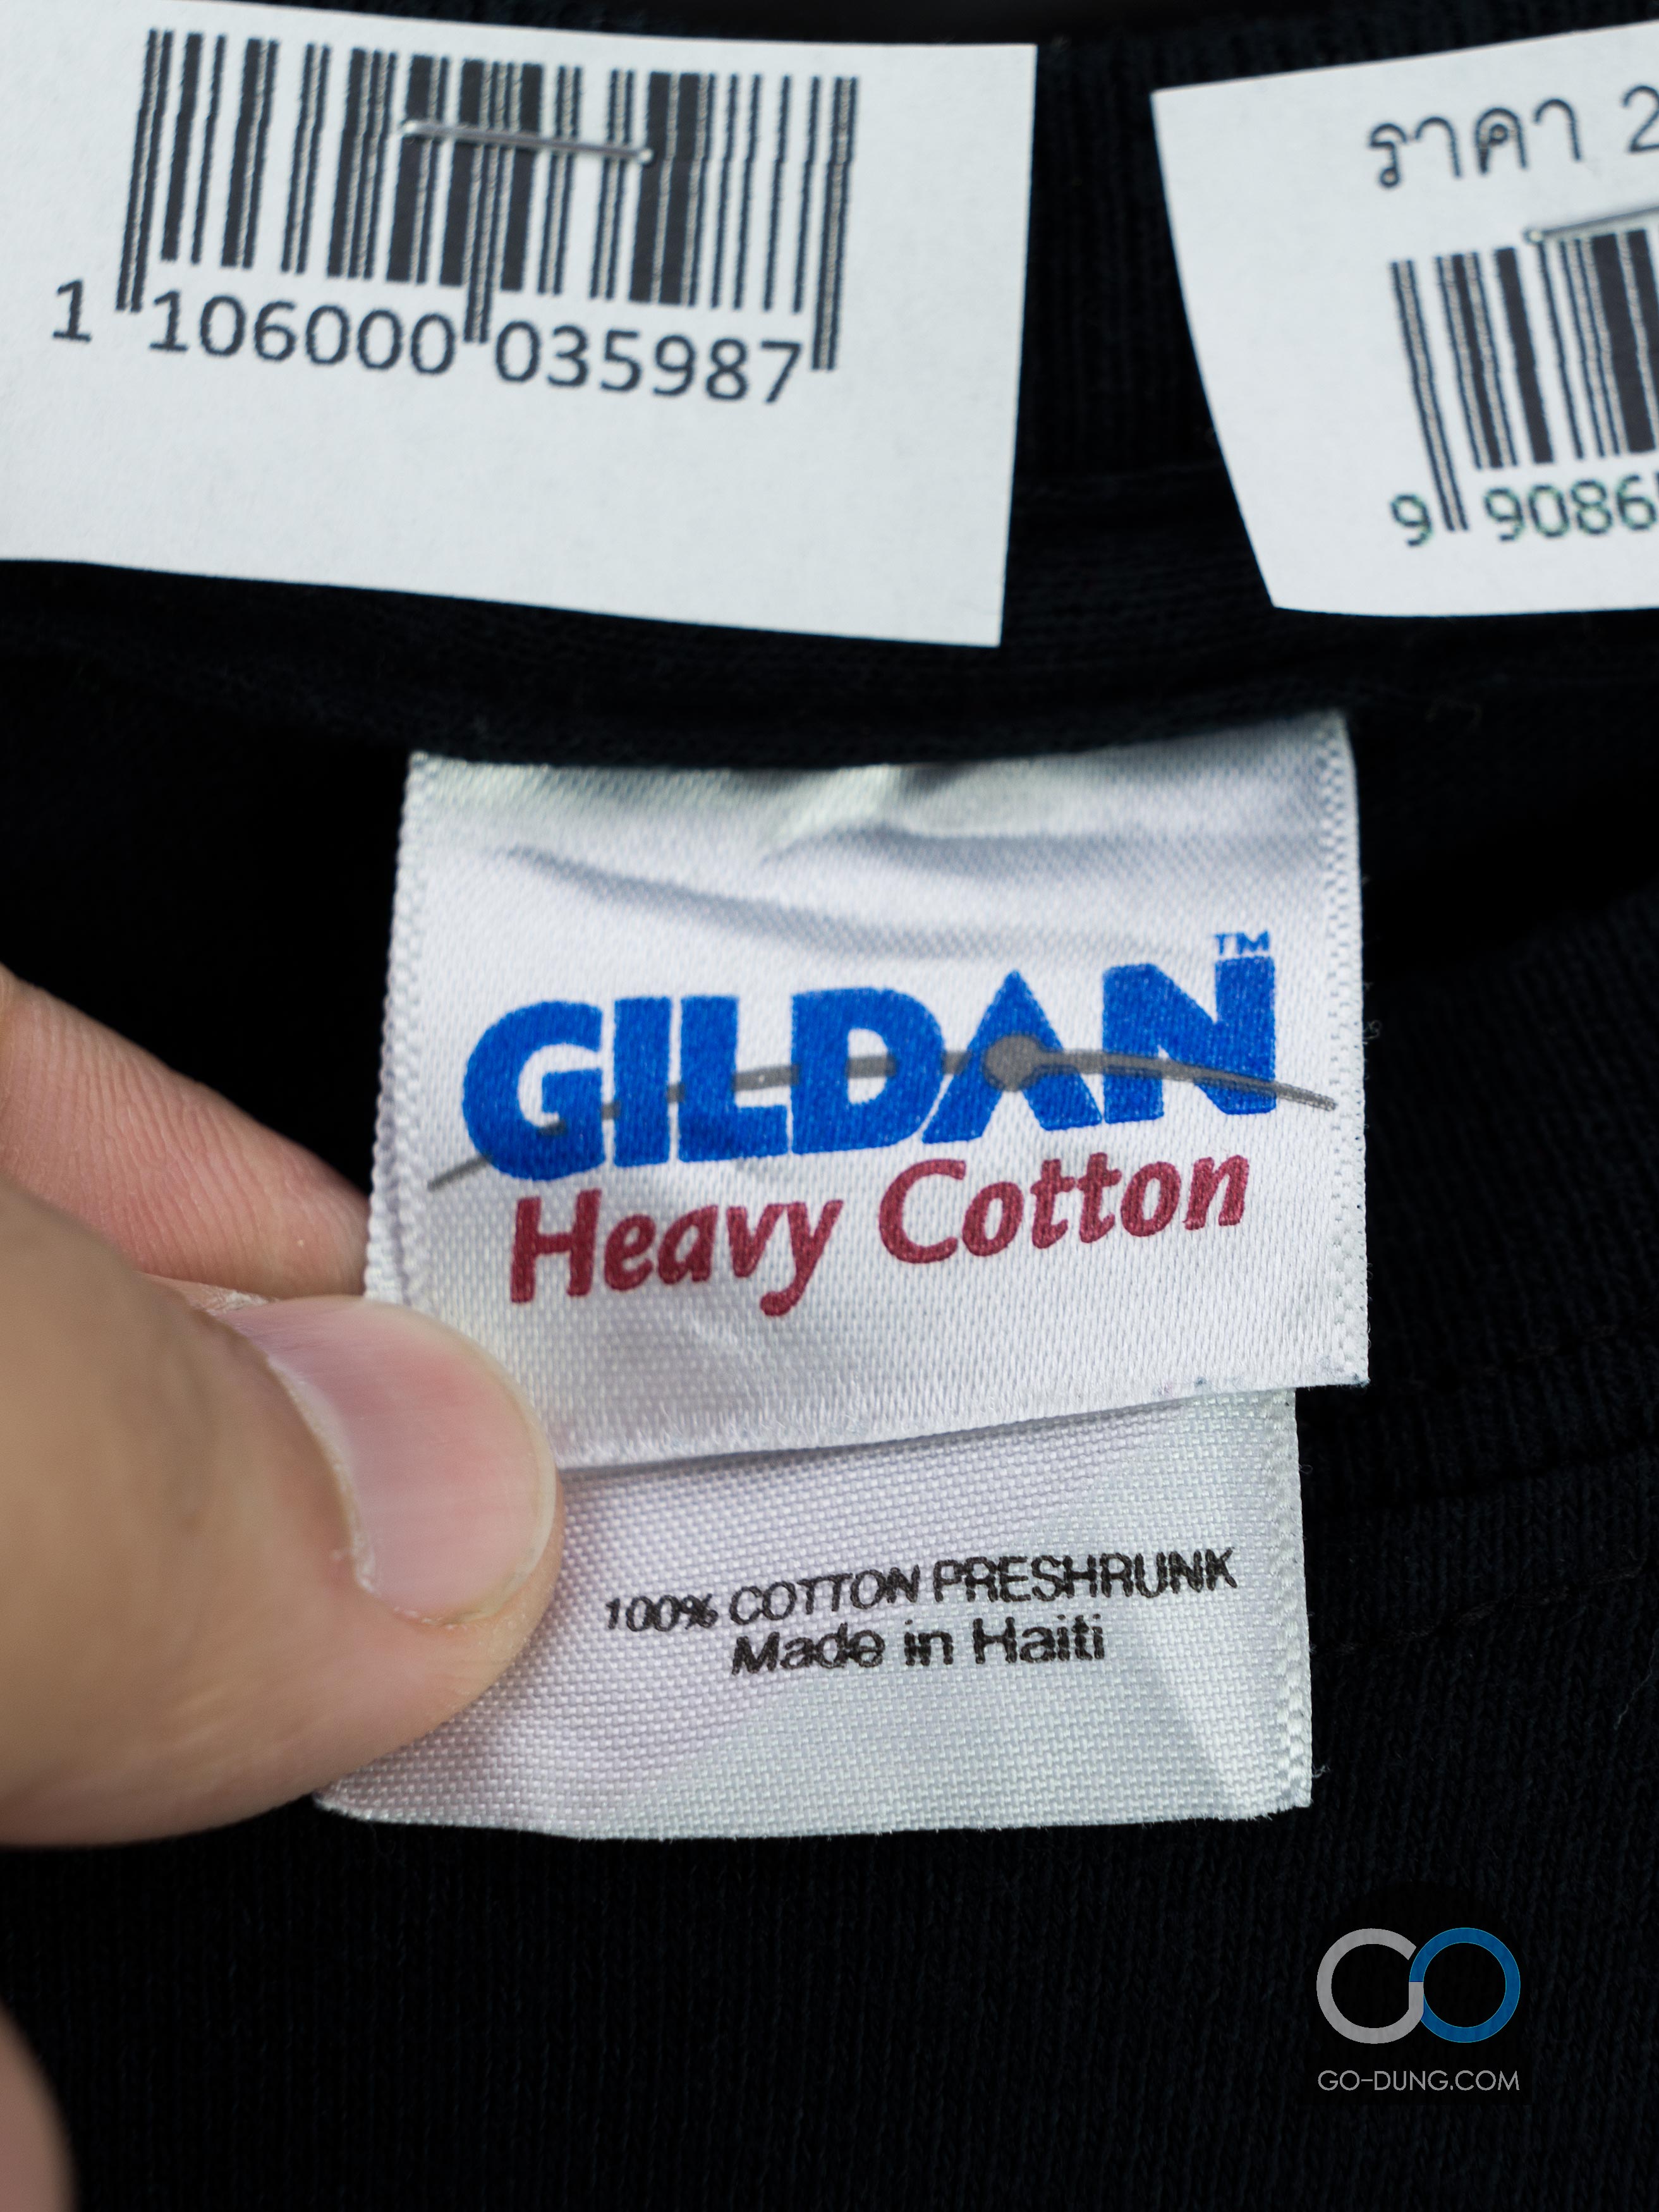 1 106000 035987
ราคา 2
9 9086
GILDAN™
Heavy Cotton
100% COTTON PRESHRUNK
Made in Haiti
GO
GO-DUNG.COM